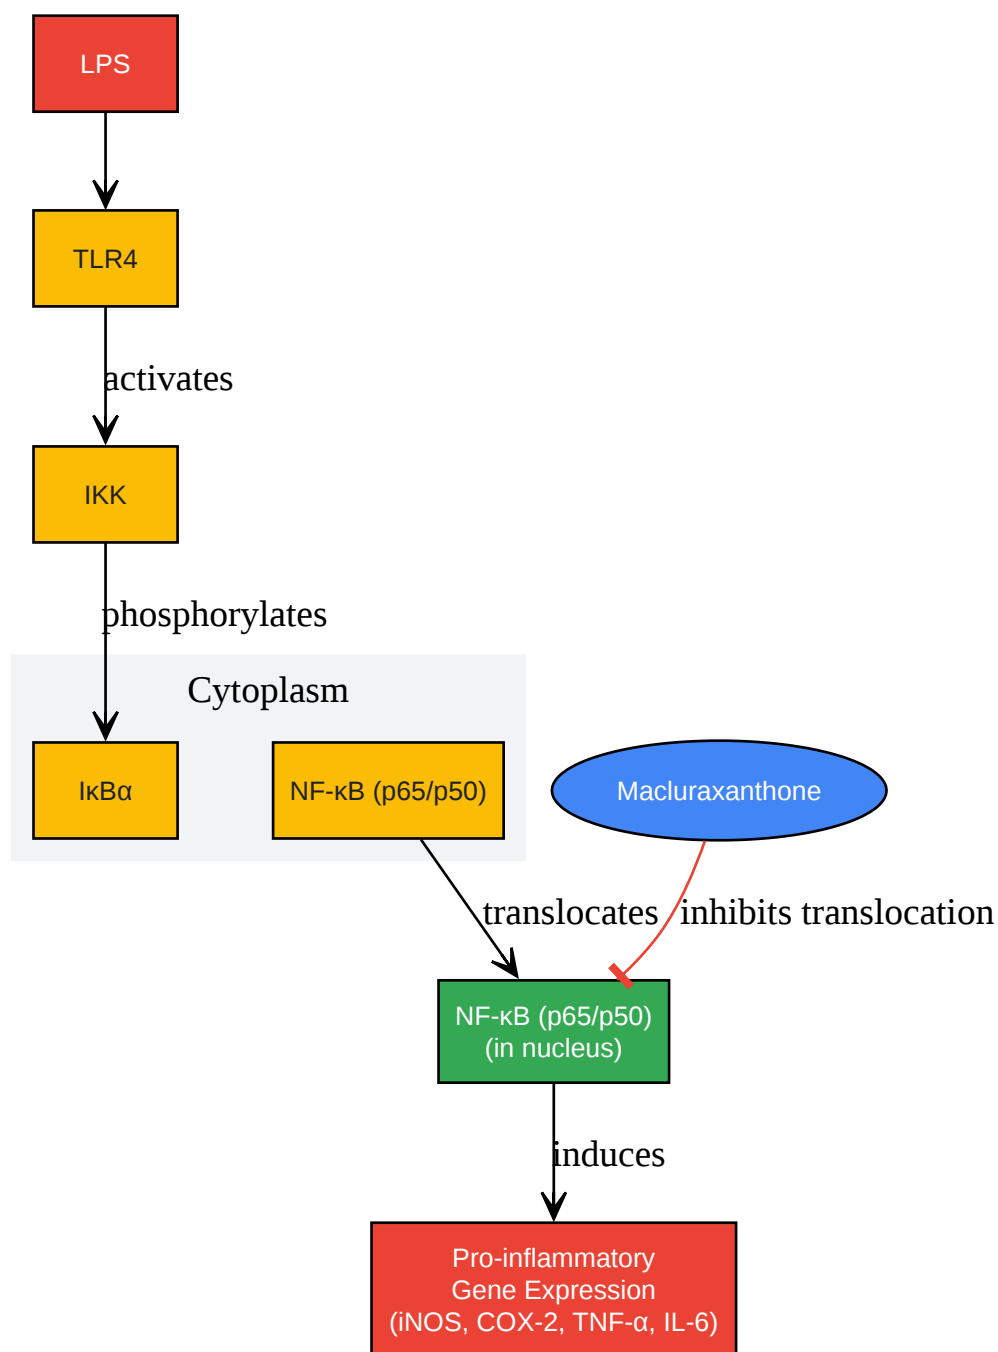 LPS
TLR4
activates
IKK
phosphorylates
Cytoplasm
IκBα
NF-κB (p65/p50)
Macluraxanthone
translocates
inhibits translocation
NF-κB (p65/p50)
(in nucleus)
induces
Pro-inflammatory
Gene Expression
(iNOS, COX-2, TNF-α, IL-6)